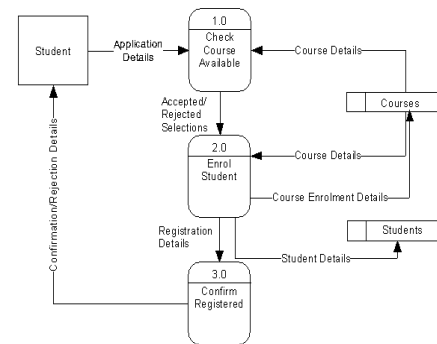 1.0
Student
Application
Details
Check
Course
Available
Course Details
Courses
Accepted/
Rejected
Selections
2.0
Enrol
Student
Course Details
Course Enrolment Details
Confirmation/Rejection Details
Registration
Details
Students
Student Details
3.0
Confirm
Registered